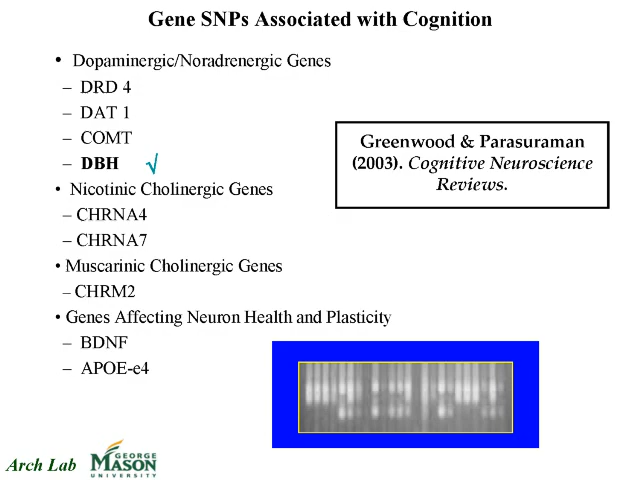 Gene SNPs Associated with Cognition
• Dopaminergic/Noradrenergic Genes
– DRD 4
– DAT 1
– COMT
– DBH √
• Nicotinic Cholinergic Genes
– CHRNA4
– CHRNA7
• Muscarinic Cholinergic Genes
– CHRM2
• Genes Affecting Neuron Health and Plasticity
– BDNF
– APOE-e4
Greenwood & Parasuraman
(2003). Cognitive Neuroscience
Reviews.
Arch Lab
GEORGE
MASON
UNIVERSITY